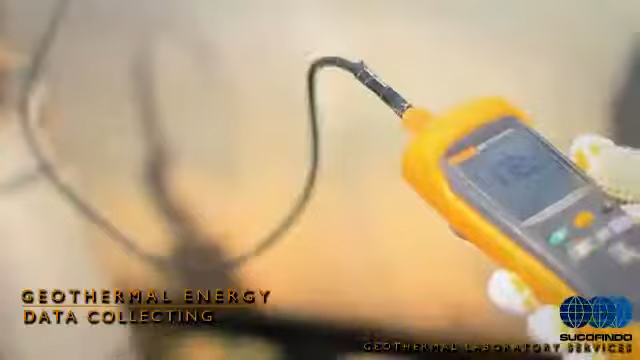 GEOTHERMAL ENERGY
DATA COLLECTING
SUCOFINDO
GEOTHERMAL LABORATORY SERVICES